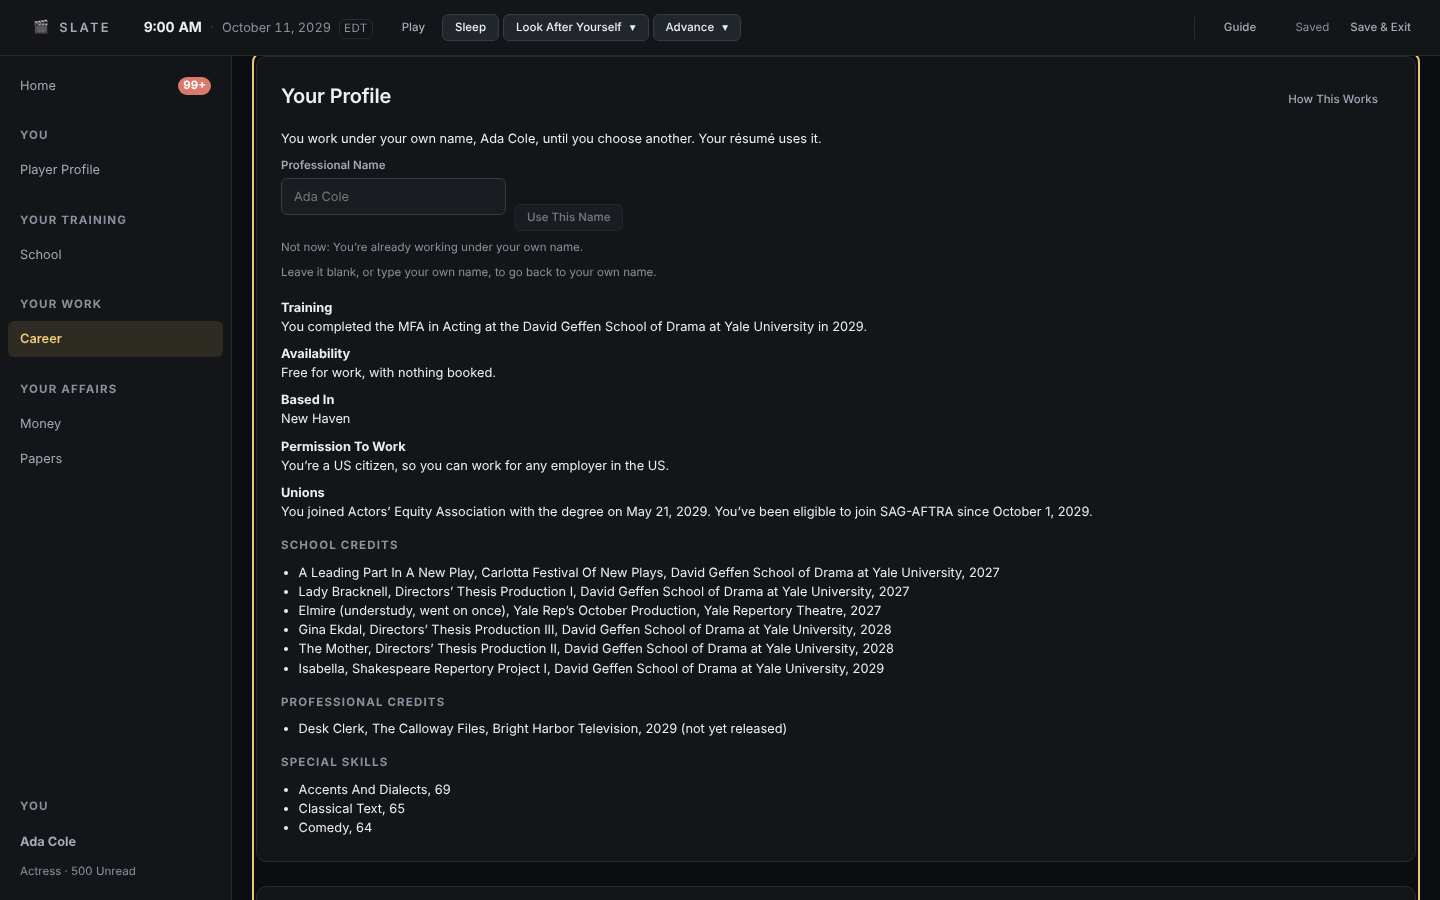 🎬 SLATE 9:00 AM · October 11, 2029 EDT Play Sleep Look After Yourself ▾ Advance ▾ Guide Saved Save & Exit
Home 99+
YOU
Player Profile
YOUR TRAINING
School
YOUR WORK
Career
YOUR AFFAIRS
Money
Papers
YOU
Ada Cole
Actress · 500 Unread
Your Profile
How This Works
You work under your own name, Ada Cole, until you choose another. Your résumé uses it.
Professional Name
Ada Cole
Use This Name
Not now: You’re already working under your own name.
Leave it blank, or type your own name, to go back to your own name.
Training
You completed the MFA in Acting at the David Geffen School of Drama at Yale University in 2029.
Availability
Free for work, with nothing booked.
Based In
New Haven
Permission To Work
You’re a US citizen, so you can work for any employer in the US.
Unions
You joined Actors’ Equity Association with the degree on May 21, 2029. You’ve been eligible to join SAG-AFTRA since October 1, 2029.
SCHOOL CREDITS
• A Leading Part In A New Play, Carlotta Festival Of New Plays, David Geffen School of Drama at Yale University, 2027
• Lady Bracknell, Directors’ Thesis Production I, David Geffen School of Drama at Yale University, 2027
• Elmire (understudy, went on once), Yale Rep’s October Production, Yale Repertory Theatre, 2027
• Gina Ekdal, Directors’ Thesis Production III, David Geffen School of Drama at Yale University, 2028
• The Mother, Directors’ Thesis Production II, David Geffen School of Drama at Yale University, 2028
• Isabella, Shakespeare Repertory Project I, David Geffen School of Drama at Yale University, 2029
PROFESSIONAL CREDITS
• Desk Clerk, The Calloway Files, Bright Harbor Television, 2029 (not yet released)
SPECIAL SKILLS
• Accents And Dialects, 69
• Classical Text, 65
• Comedy, 64